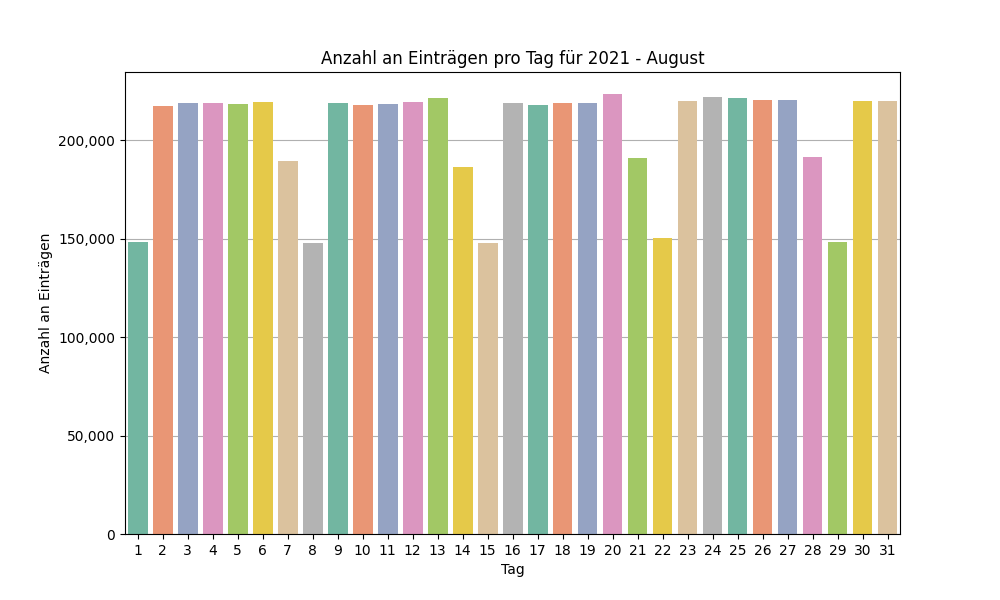 Anzahl an Einträgen pro Tag für 2021 - August
Anzahl an Einträgen
200,000
150,000
100,000
50,000
0
1 2 3 4 5 6 7 8 9 10 11 12 13 14 15 16 17 18 19 20 21 22 23 24 25 26 27 28 29 30 31
Tag